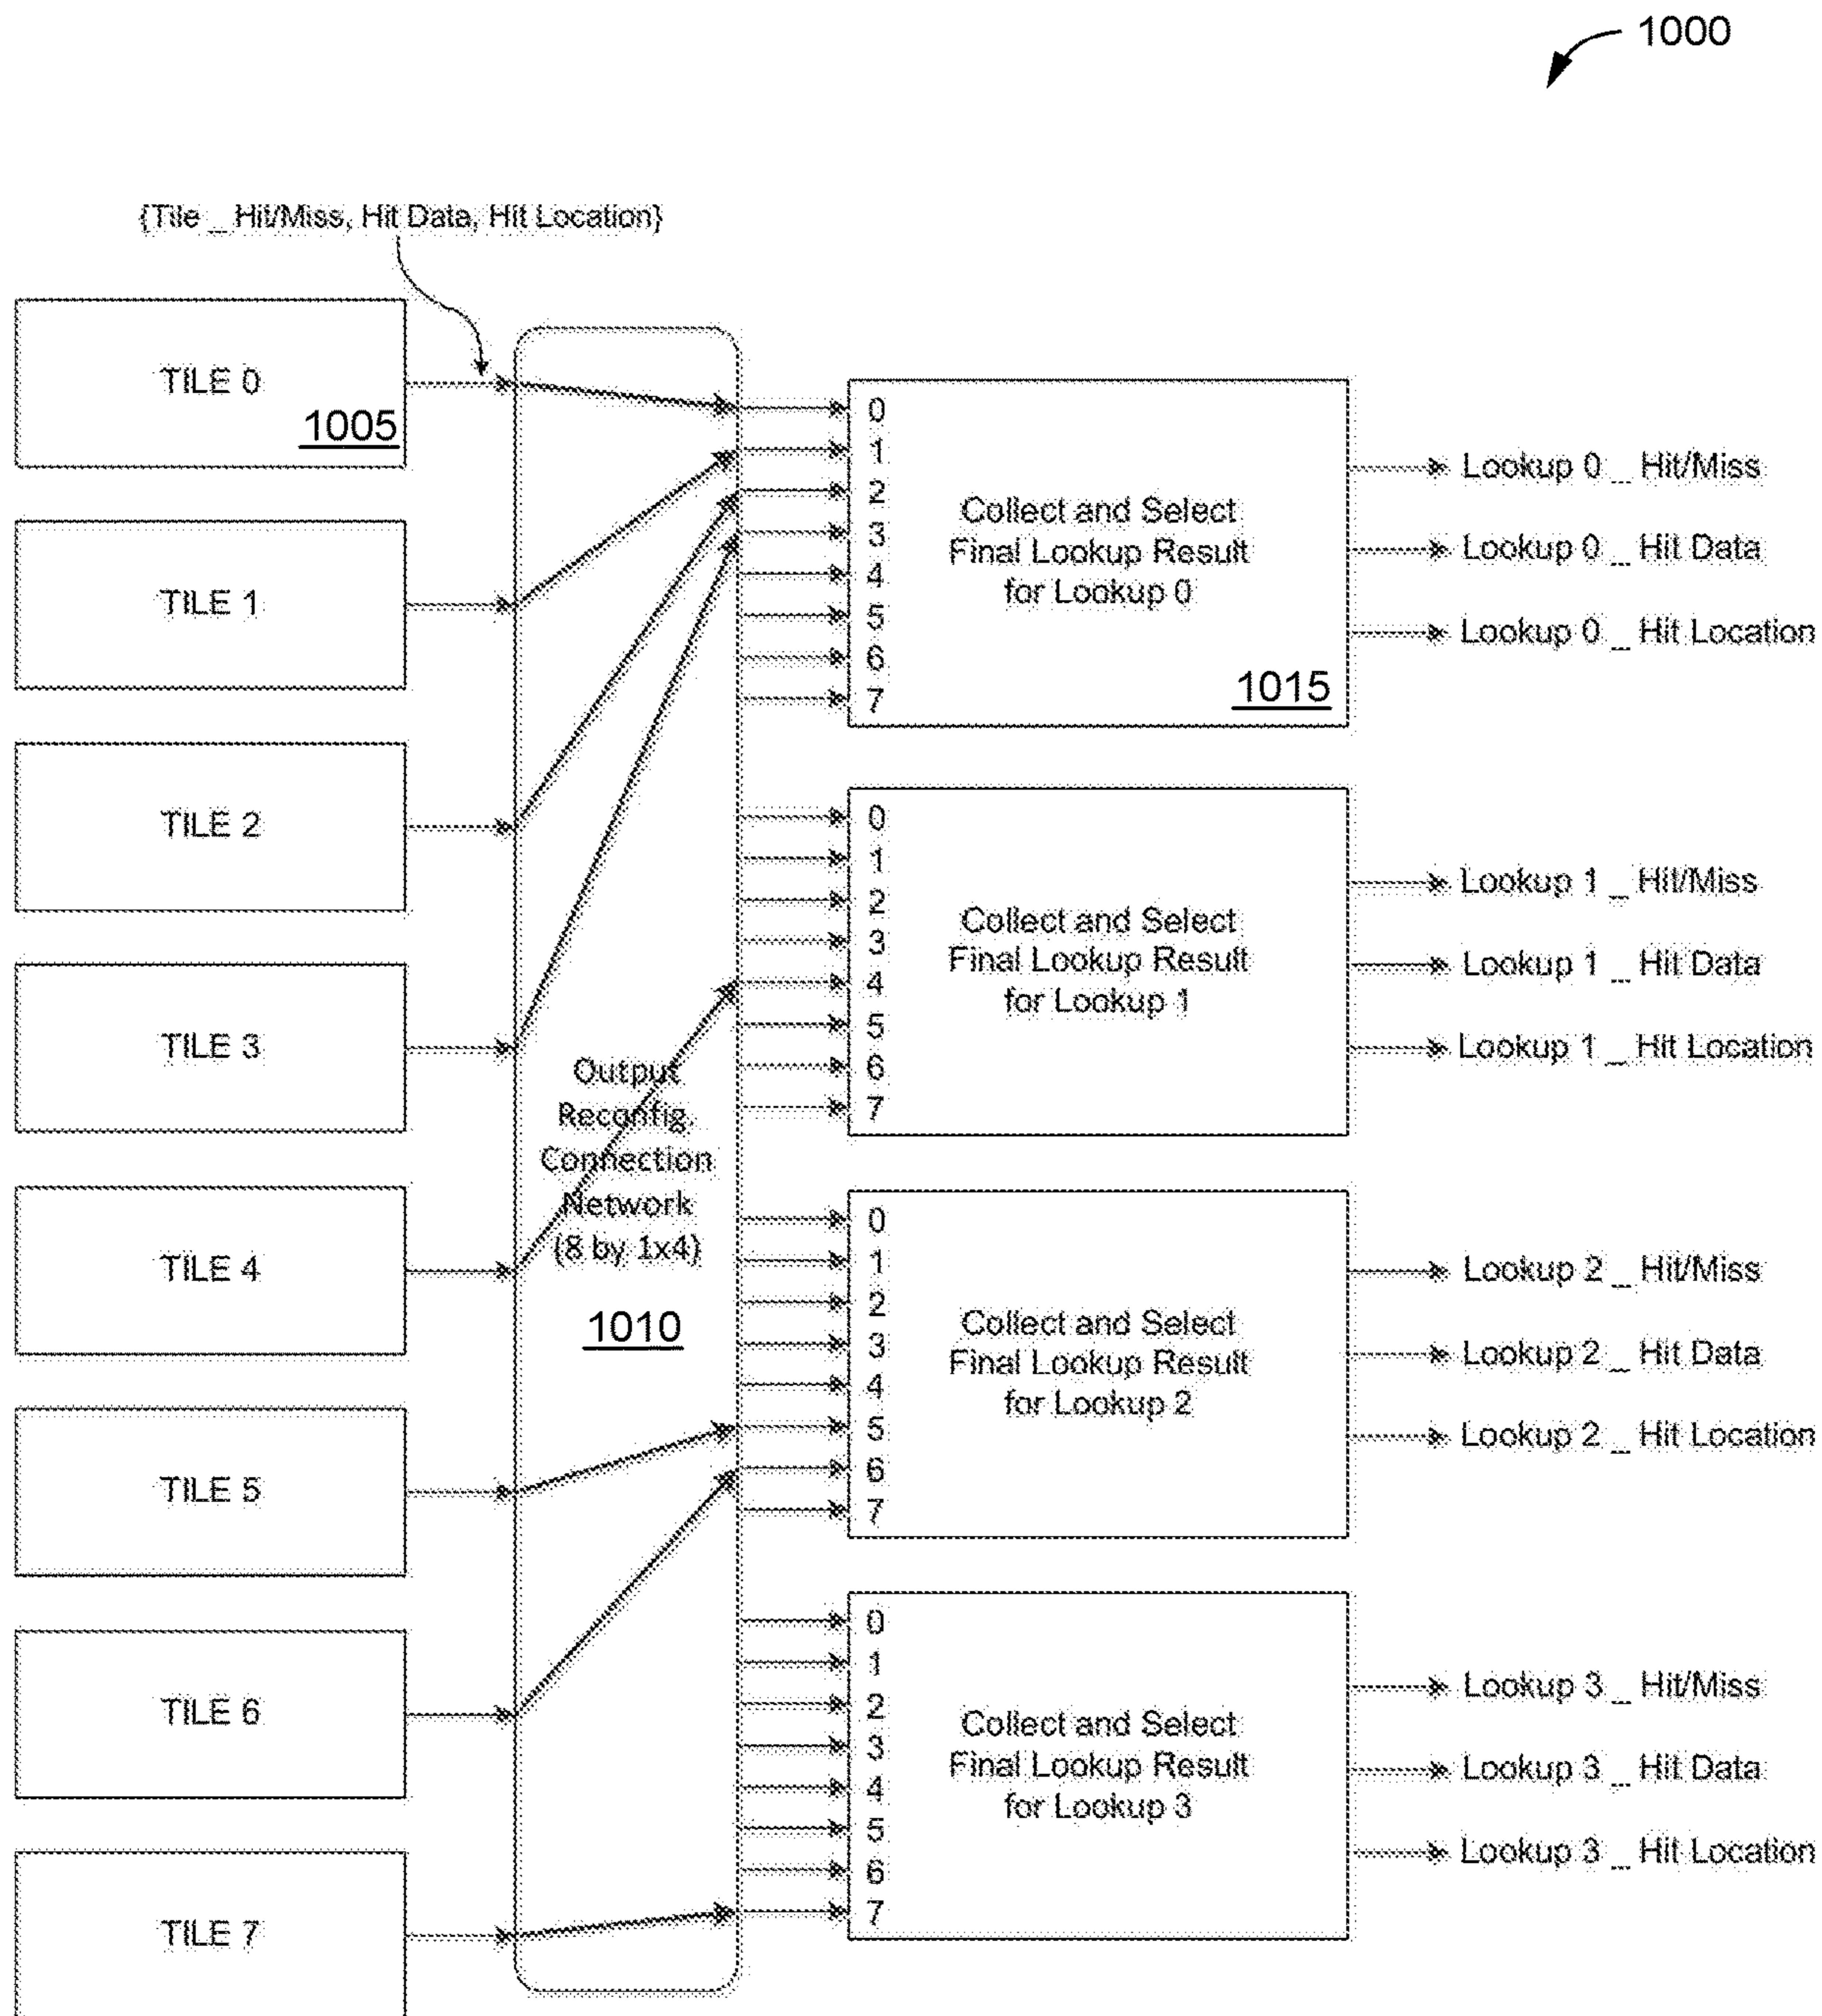 1000
{Tile _ Hit/Miss, Hit Data, Hit Location}
TILE 0
1005
TILE 1
TILE 2
TILE 3
TILE 4
TILE 5
TILE 6
TILE 7
Output
Reconfig.
Connection
Network
(8 by 1x4)
1010
0
1
2
3
4
5
6
7
Collect and Select
Final Lookup Result
for Lookup 0
1015
Lookup 0 _ Hit/Miss
Lookup 0 _ Hit Data
Lookup 0 _ Hit Location
0
1
2
3
4
5
6
7
Collect and Select
Final Lookup Result
for Lookup 1
Lookup 1 _ Hit/Miss
Lookup 1 _ Hit Data
Lookup 1 _ Hit Location
0
1
2
3
4
5
6
7
Collect and Select
Final Lookup Result
for Lookup 2
Lookup 2 _ Hit/Miss
Lookup 2 _ Hit Data
Lookup 2 _ Hit Location
0
1
2
3
4
5
6
7
Collect and Select
Final Lookup Result
for Lookup 3
Lookup 3 _ Hit/Miss
Lookup 3 _ Hit Data
Lookup 3 _ Hit Location